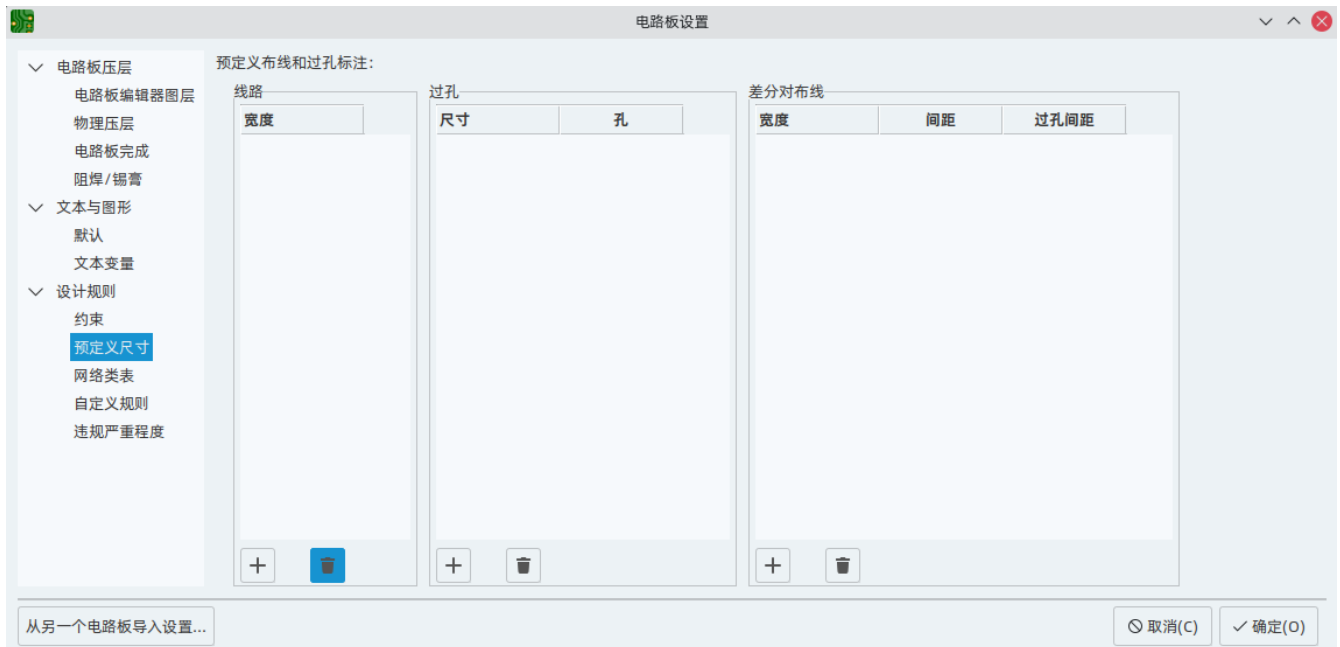 电路板设置
电路板压层
电路板编辑器图层
物理压层
电路板完成
阻焊/锡膏
文本与图形
默认
文本变量
设计规则
约束
预定义尺寸
网络类表
自定义规则
违规严重程度
预定义布线和过孔标注:
线路
宽度
过孔
尺寸 孔
差分对布线
宽度 间距 过孔间距
从另一个电路板导入设置...
取消(C) 确定(O)